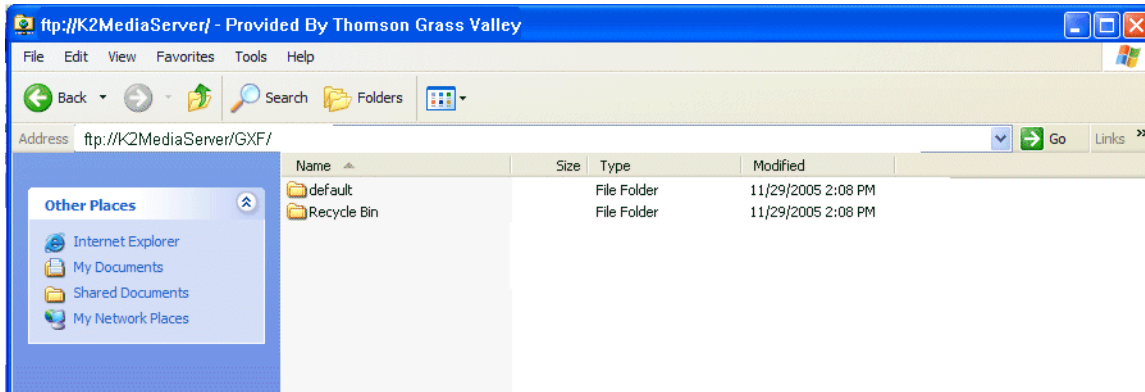 ftp://K2MediaServer/ - Provided By Thomson Grass Valley
File Edit View Favorites Tools Help
Back Search Folders
Address ftp://K2MediaServer/GXF/ Go Links »
Name Size Type Modified
default File Folder 11/29/2005 2:08 PM
Recycle Bin File Folder 11/29/2005 2:08 PM
Other Places
Internet Explorer
My Documents
Shared Documents
My Network Places